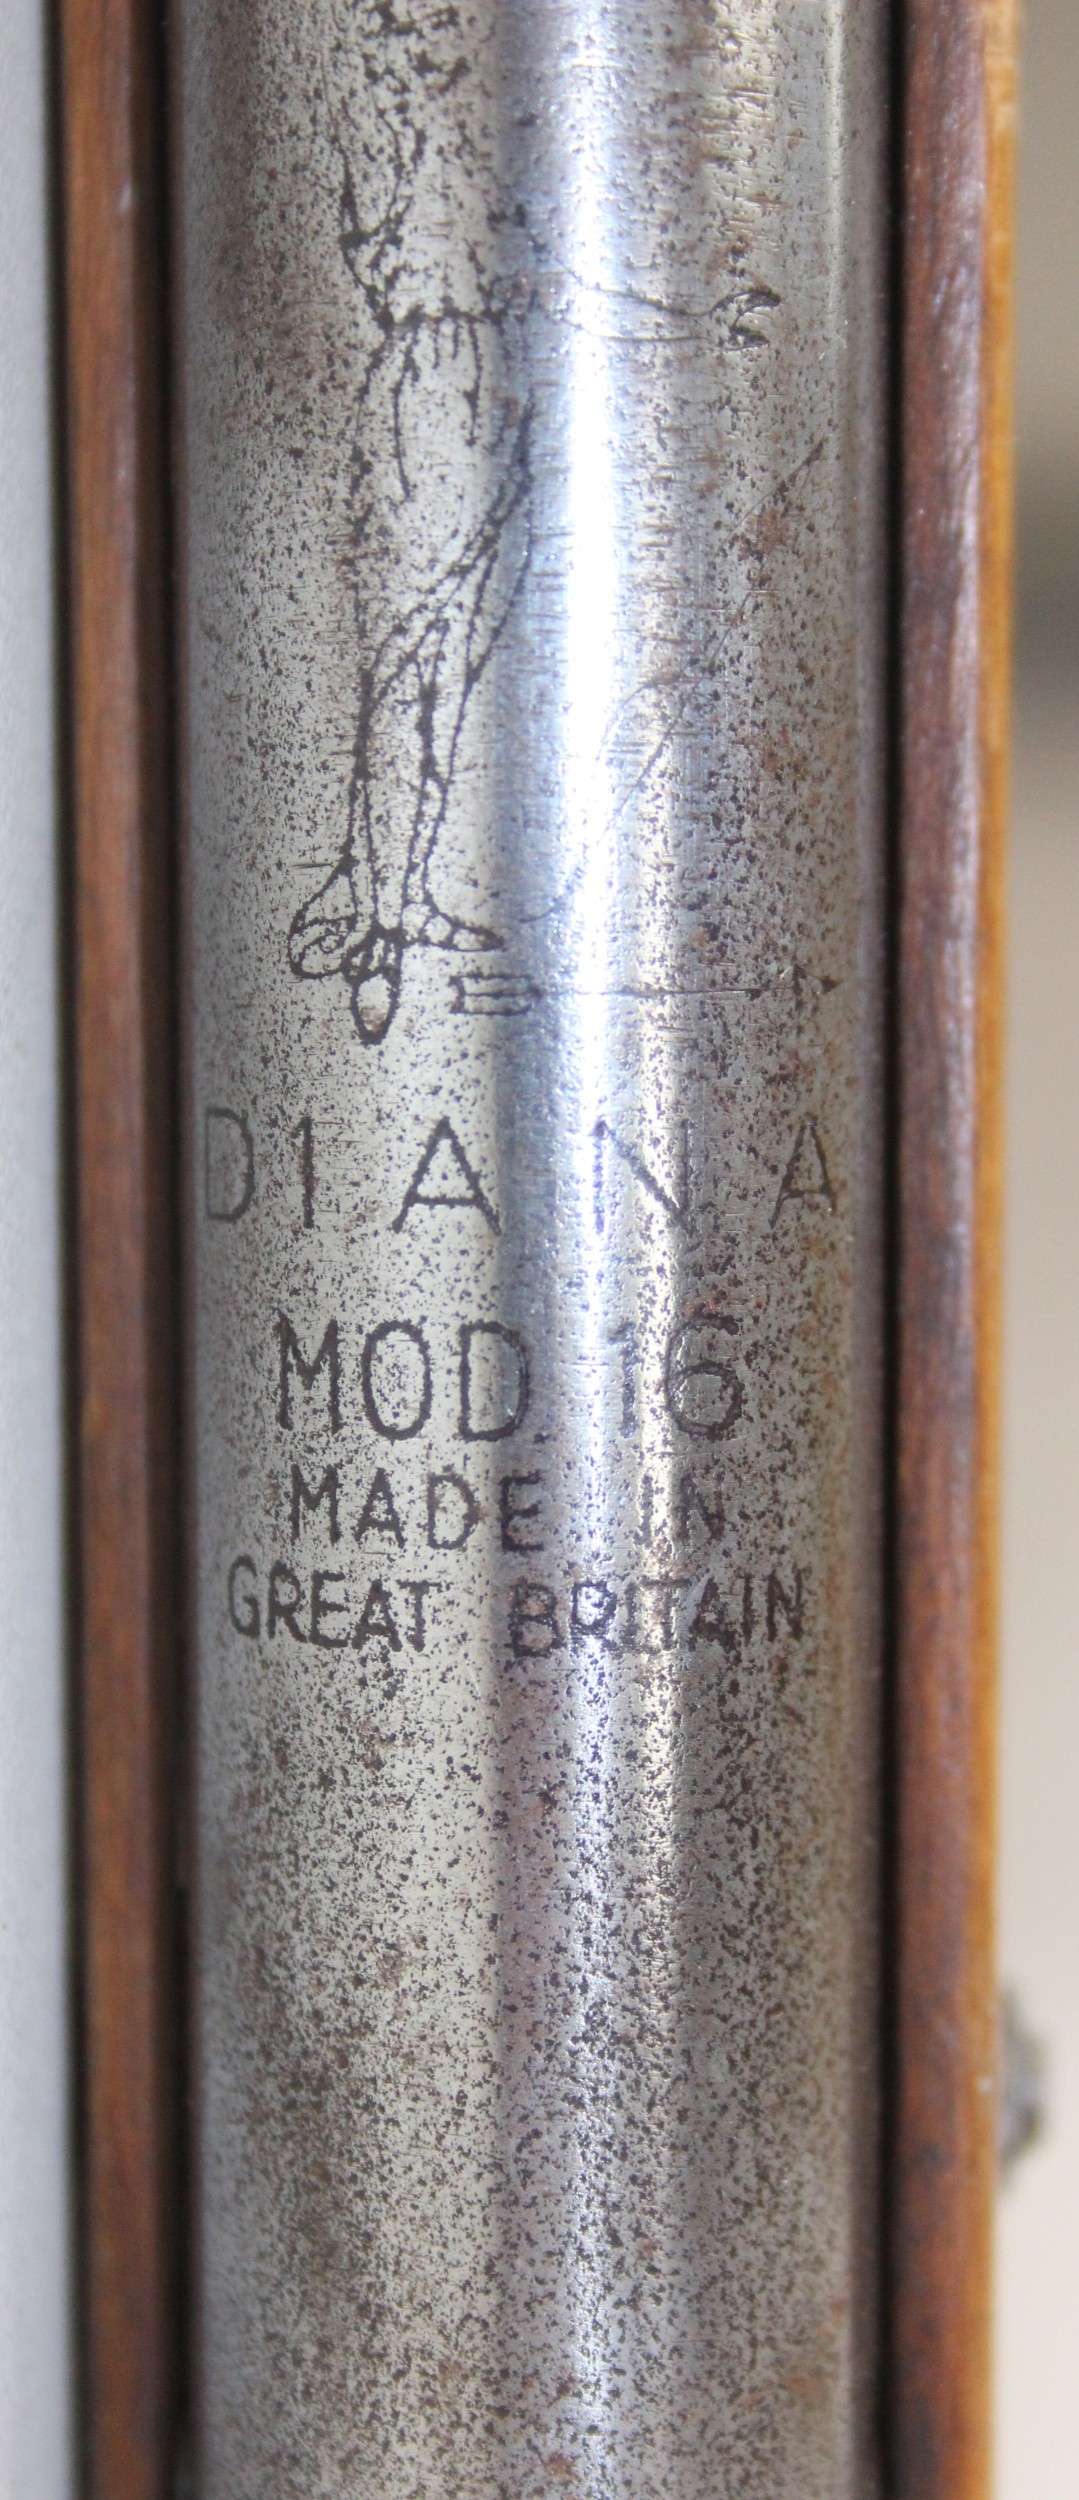 DIANA
MOD. 16
MADE IN
GREAT BRITAIN